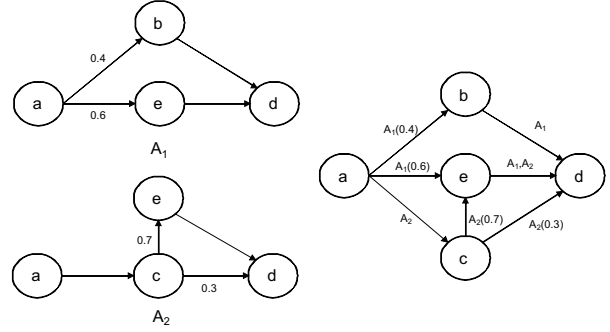 b
0.4
a
e
d
0.6
A₁
e
0.7
a
c
d
0.3
A₂
b
A₁(0.4)
A₁
a
A₁(0.6)
e
A₁,A₂
d
A₂
A₂(0.7)
A₂(0.3)
c